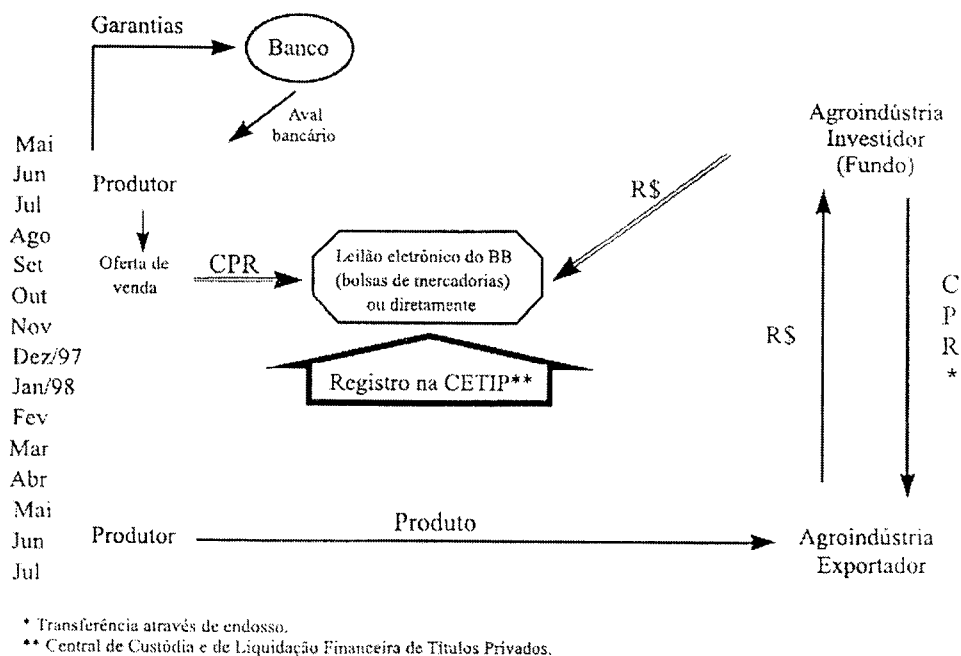 Garantias
Banco
Aval
bancário
Agroindústria
Investidor
(Fundo)
Mai
Jun
Jul
Ago
Set
Out
Nov
Dez/97
Jan/98
Fev
Mar
Abr
Mai
Jun
Jul
Produtor
R$
Oferta de
venda
CPR
Leilão eletrônico do BB
(bolsas de mercadorias)
ou diretamente
Registro na CETIP**
R$
C
P
R
*
Produtor
Produto
Agroindústria
Exportador
* Transferência através de endosso.
** Central de Custódia e de Liquidação Financeira de Títulos Privados.